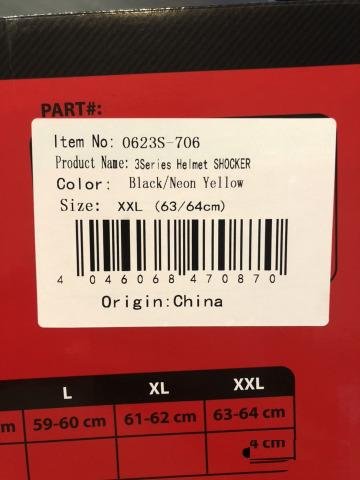 PART#:
Item No: 0623S-706
Product Name: 3Series Helmet SHOCKER
Color: Black/Neon Yellow
Size: XXL (63/64cm)
4 046068 470870
Origin:China
L XL XXL
m 59-60 cm 61-62 cm 63-64 cm
4 cm